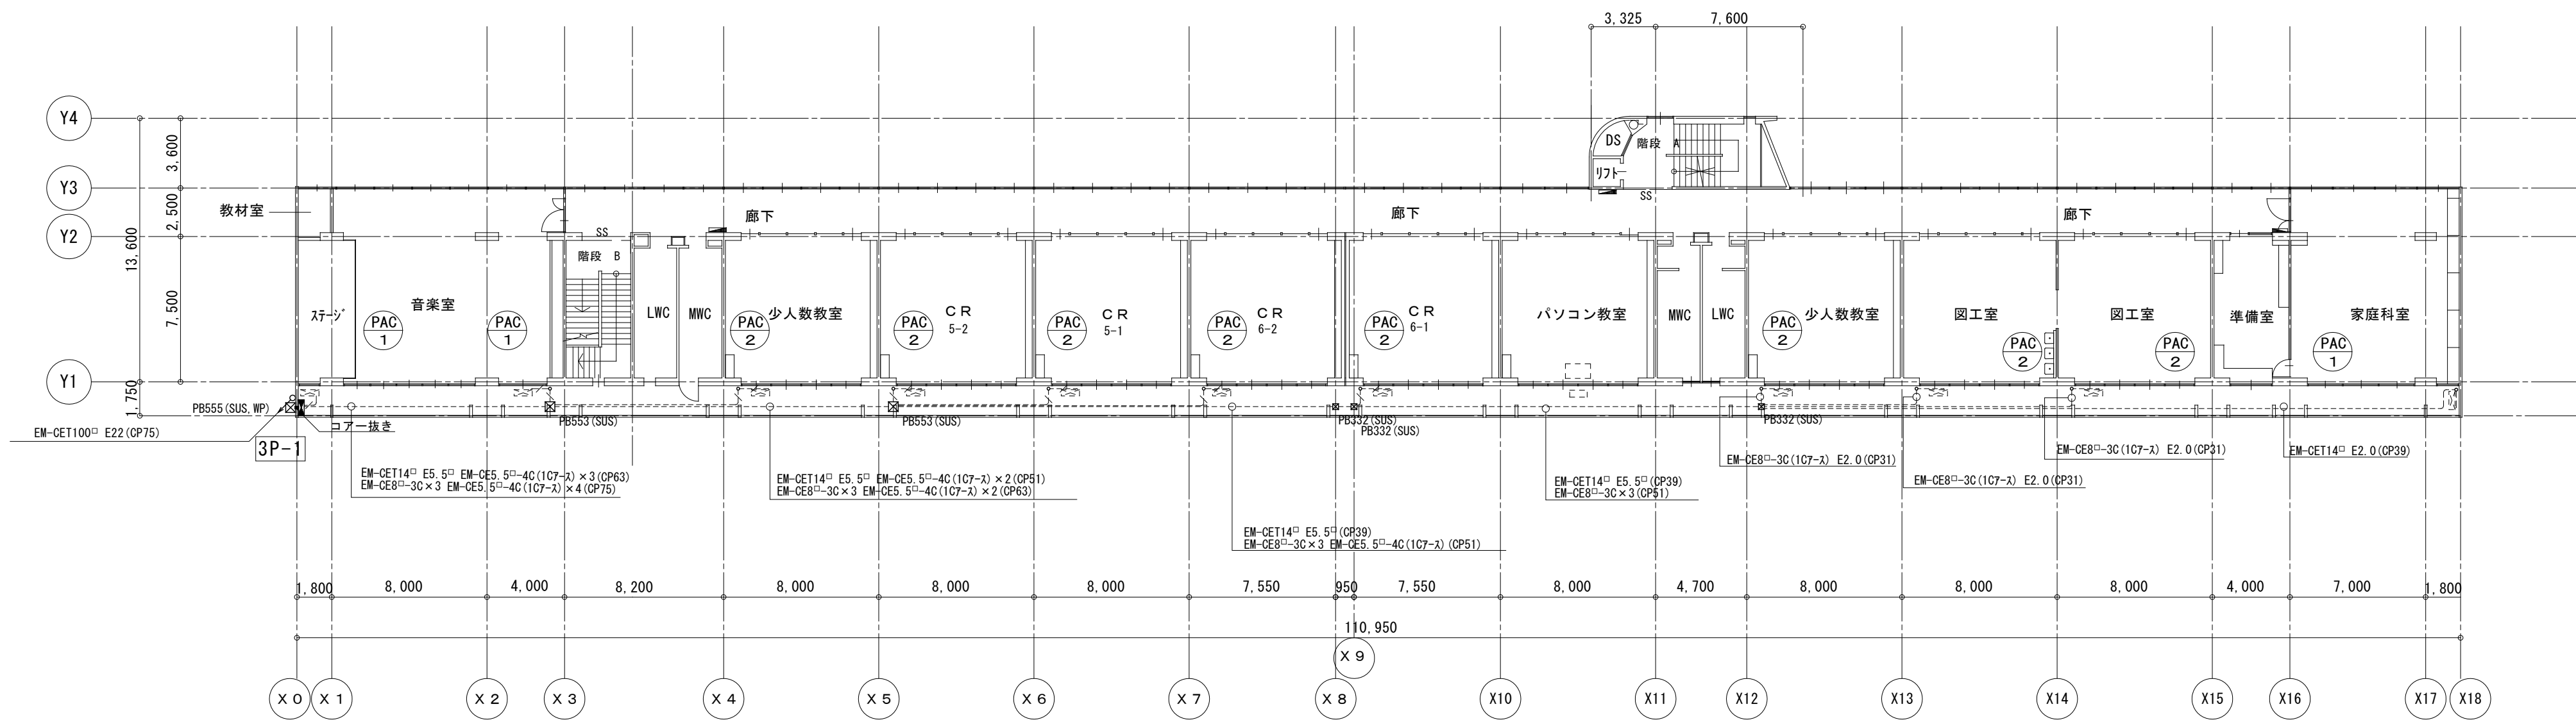 3,325 7,600
Y4
Y3
Y2
Y1
3,600
2,500
7,500
13,600
1,750
DS
階段 A
リフト
SS
教材室
廊下
廊下
廊下
SS
階段 B
ステージ
音楽室
PAC
1
PAC
1
LWC
MWC
PAC
2
少人数教室
PAC
2
CR
5-2
PAC
2
CR
5-1
PAC
2
CR
6-2
PAC
2
CR
6-1
パソコン教室
MWC
LWC
PAC
2
少人数教室
図工室
PAC
2
図工室
PAC
2
準備室
PAC
1
家庭科室
PB555(SUS,WP)
コアー抜き
EM-CET100□ E22(CP75)
3P-1
PB553(SUS)
PB553(SUS)
PB332(SUS)
PB332(SUS)
PB332(SUS)
EM-CET14□ E5.5□ EM-CE5.5□-4C(1Cアース)×3(CP63)
EM-CE8□-3C×3 EM-CE5.5□-4C(1Cアース)×4(CP75)
EM-CET14□ E5.5□ EM-CE5.5□-4C(1Cアース)×2(CP51)
EM-CE8□-3C×3 EM-CE5.5□-4C(1Cアース)×2(CP63)
EM-CET14□ E5.5□(CP39)
EM-CE8□-3C×3 EM-CE5.5□-4C(1Cアース)(CP51)
EM-CET14□ E5.5□(CP39)
EM-CE8□-3C×3(CP51)
EM-CE8□-3C(1Cアース) E2.0(CP31)
EM-CE8□-3C(1Cアース) E2.0(CP31)
EM-CE8□-3C(1Cアース) E2.0(CP31)
EM-CET14□ E2.0(CP39)
1,800 8,000 4,000 8,200 8,000 8,000 8,000 7,550 950 7,550 8,000 4,700 8,000 8,000 8,000 4,000 7,000 1,800
110,950
X0 X1 X2 X3 X4 X5 X6 X7 X8 X9 X10 X11 X12 X13 X14 X15 X16 X17 X18